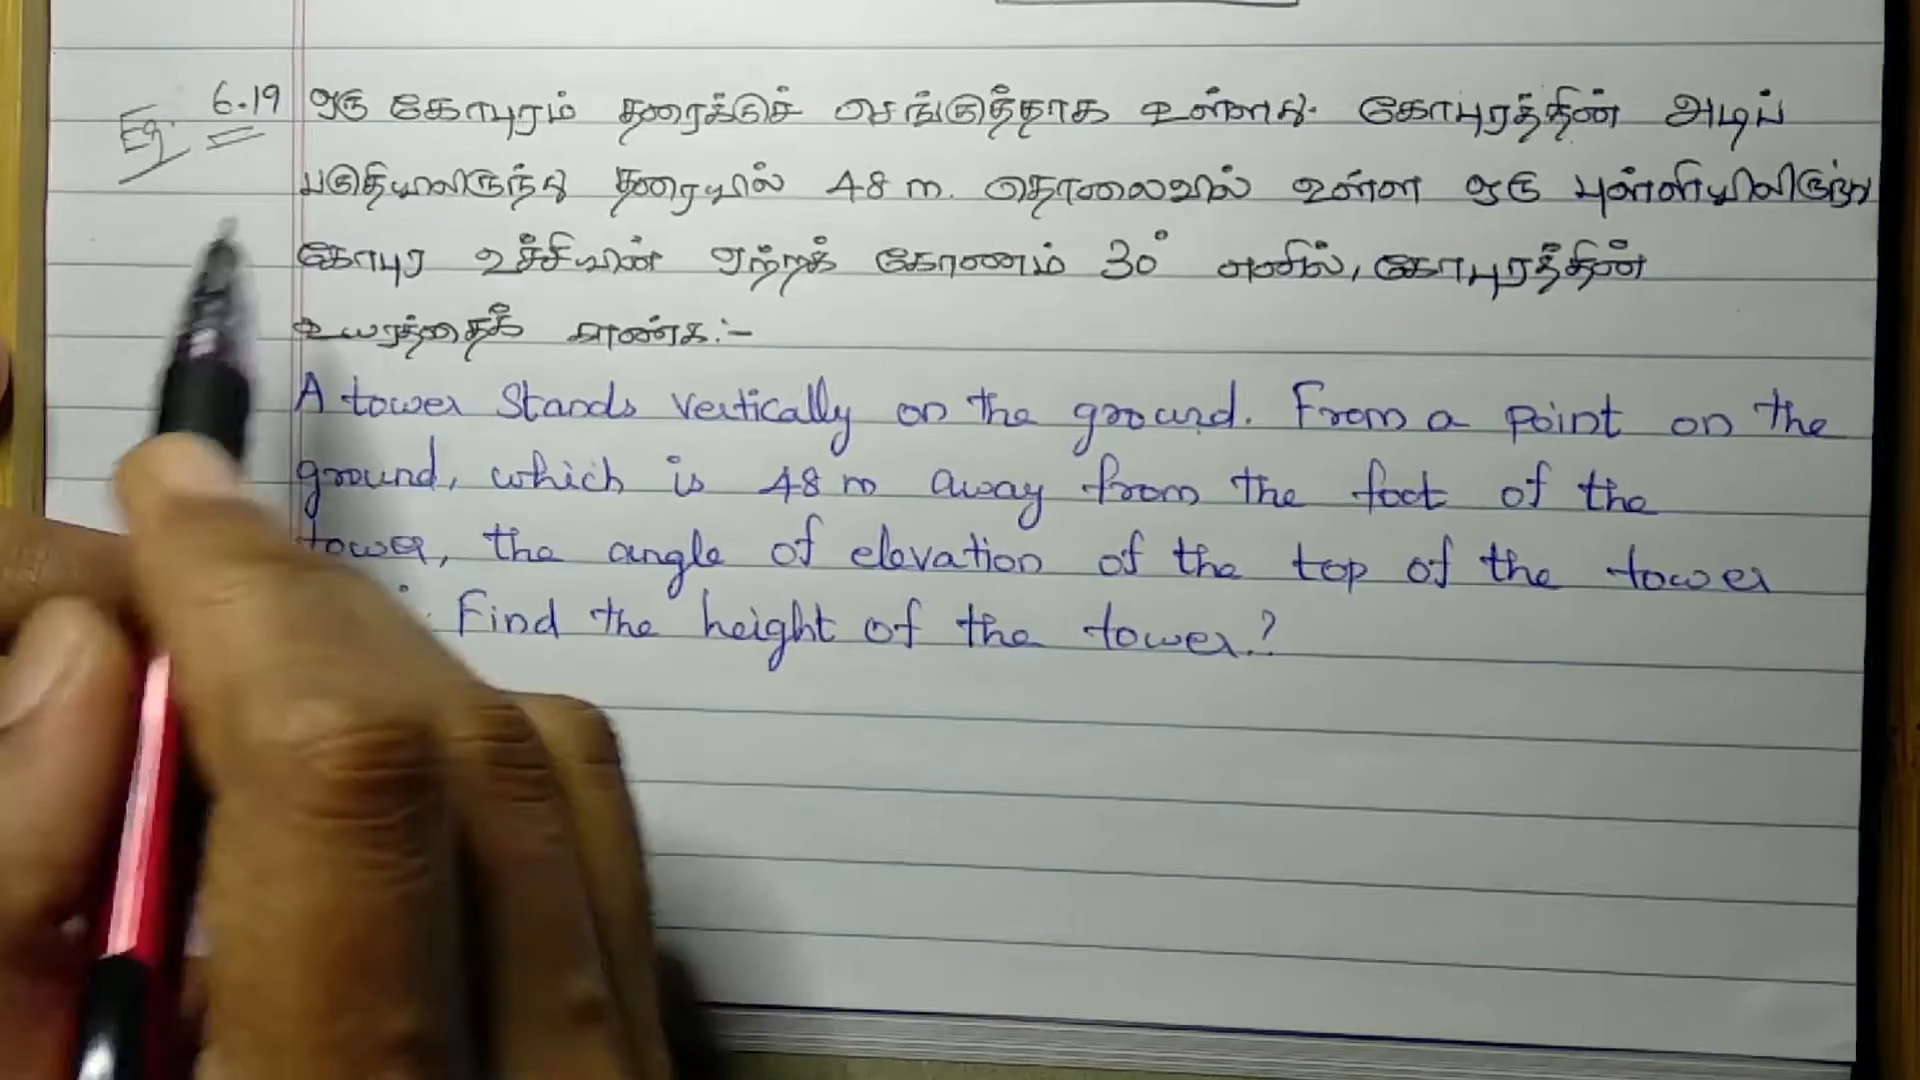 Eg. 6.19 ஒரு கோபுரம் தரைக்குச் செங்குத்தாக உள்ளது. கோபுரத்தின் அடிப்
பகுதியிலிருந்து தரையில் 48 m. தொலைவில் உள்ள ஒரு புள்ளியிலிருந்து
கோபுர உச்சியின் ஏற்றக் கோணம் 30° எனில், கோபுரத்தின்
உயரத்தைக் காண்க:-
A tower Stands vertically on the ground. From a point on the
ground, which is 48 m away from the foot of the
tower, the angle of elevation of the top of the tower
. Find the height of the tower?